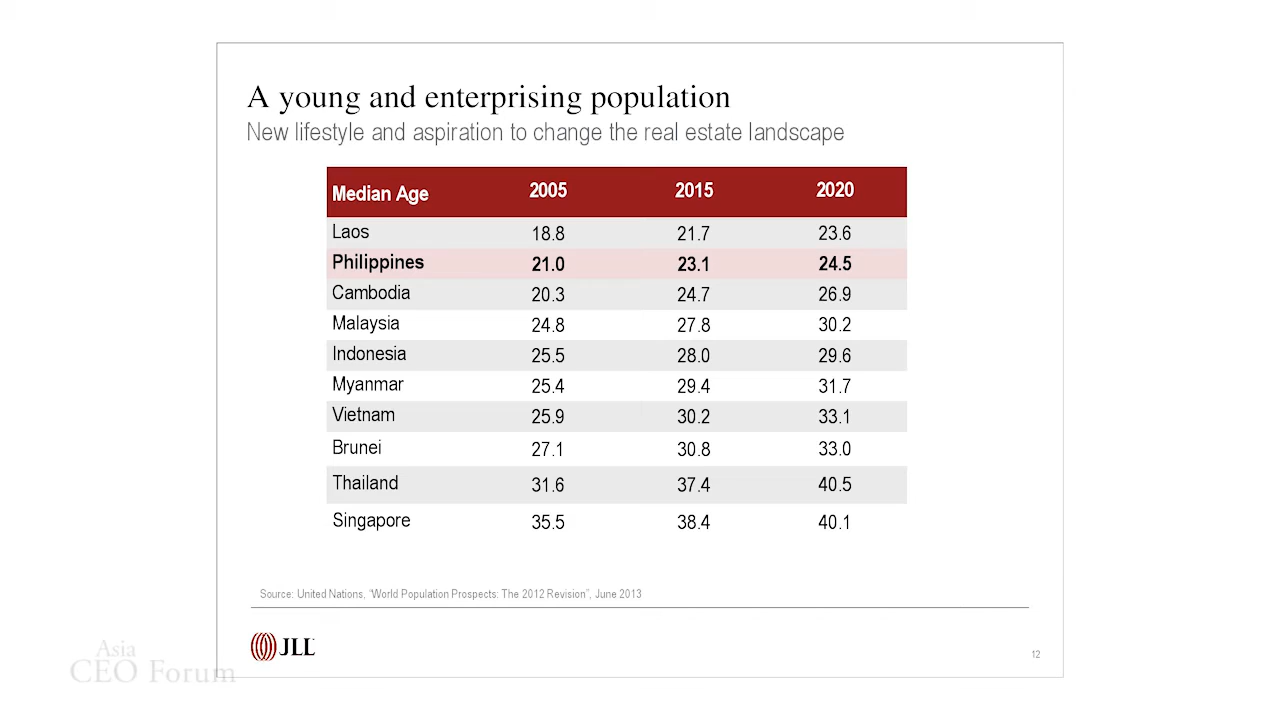 A young and enterprising population
New lifestyle and aspiration to change the real estate landscape
Median Age 2005 2015 2020
Laos 18.8 21.7 23.6
Philippines 21.0 23.1 24.5
Cambodia 20.3 24.7 26.9
Malaysia 24.8 27.8 30.2
Indonesia 25.5 28.0 29.6
Myanmar 25.4 29.4 31.7
Vietnam 25.9 30.2 33.1
Brunei 27.1 30.8 33.0
Thailand 31.6 37.4 40.5
Singapore 35.5 38.4 40.1
Source: United Nations, “World Population Prospects: The 2012 Revision”, June 2013
JLL
12
Asia
CEO Forum